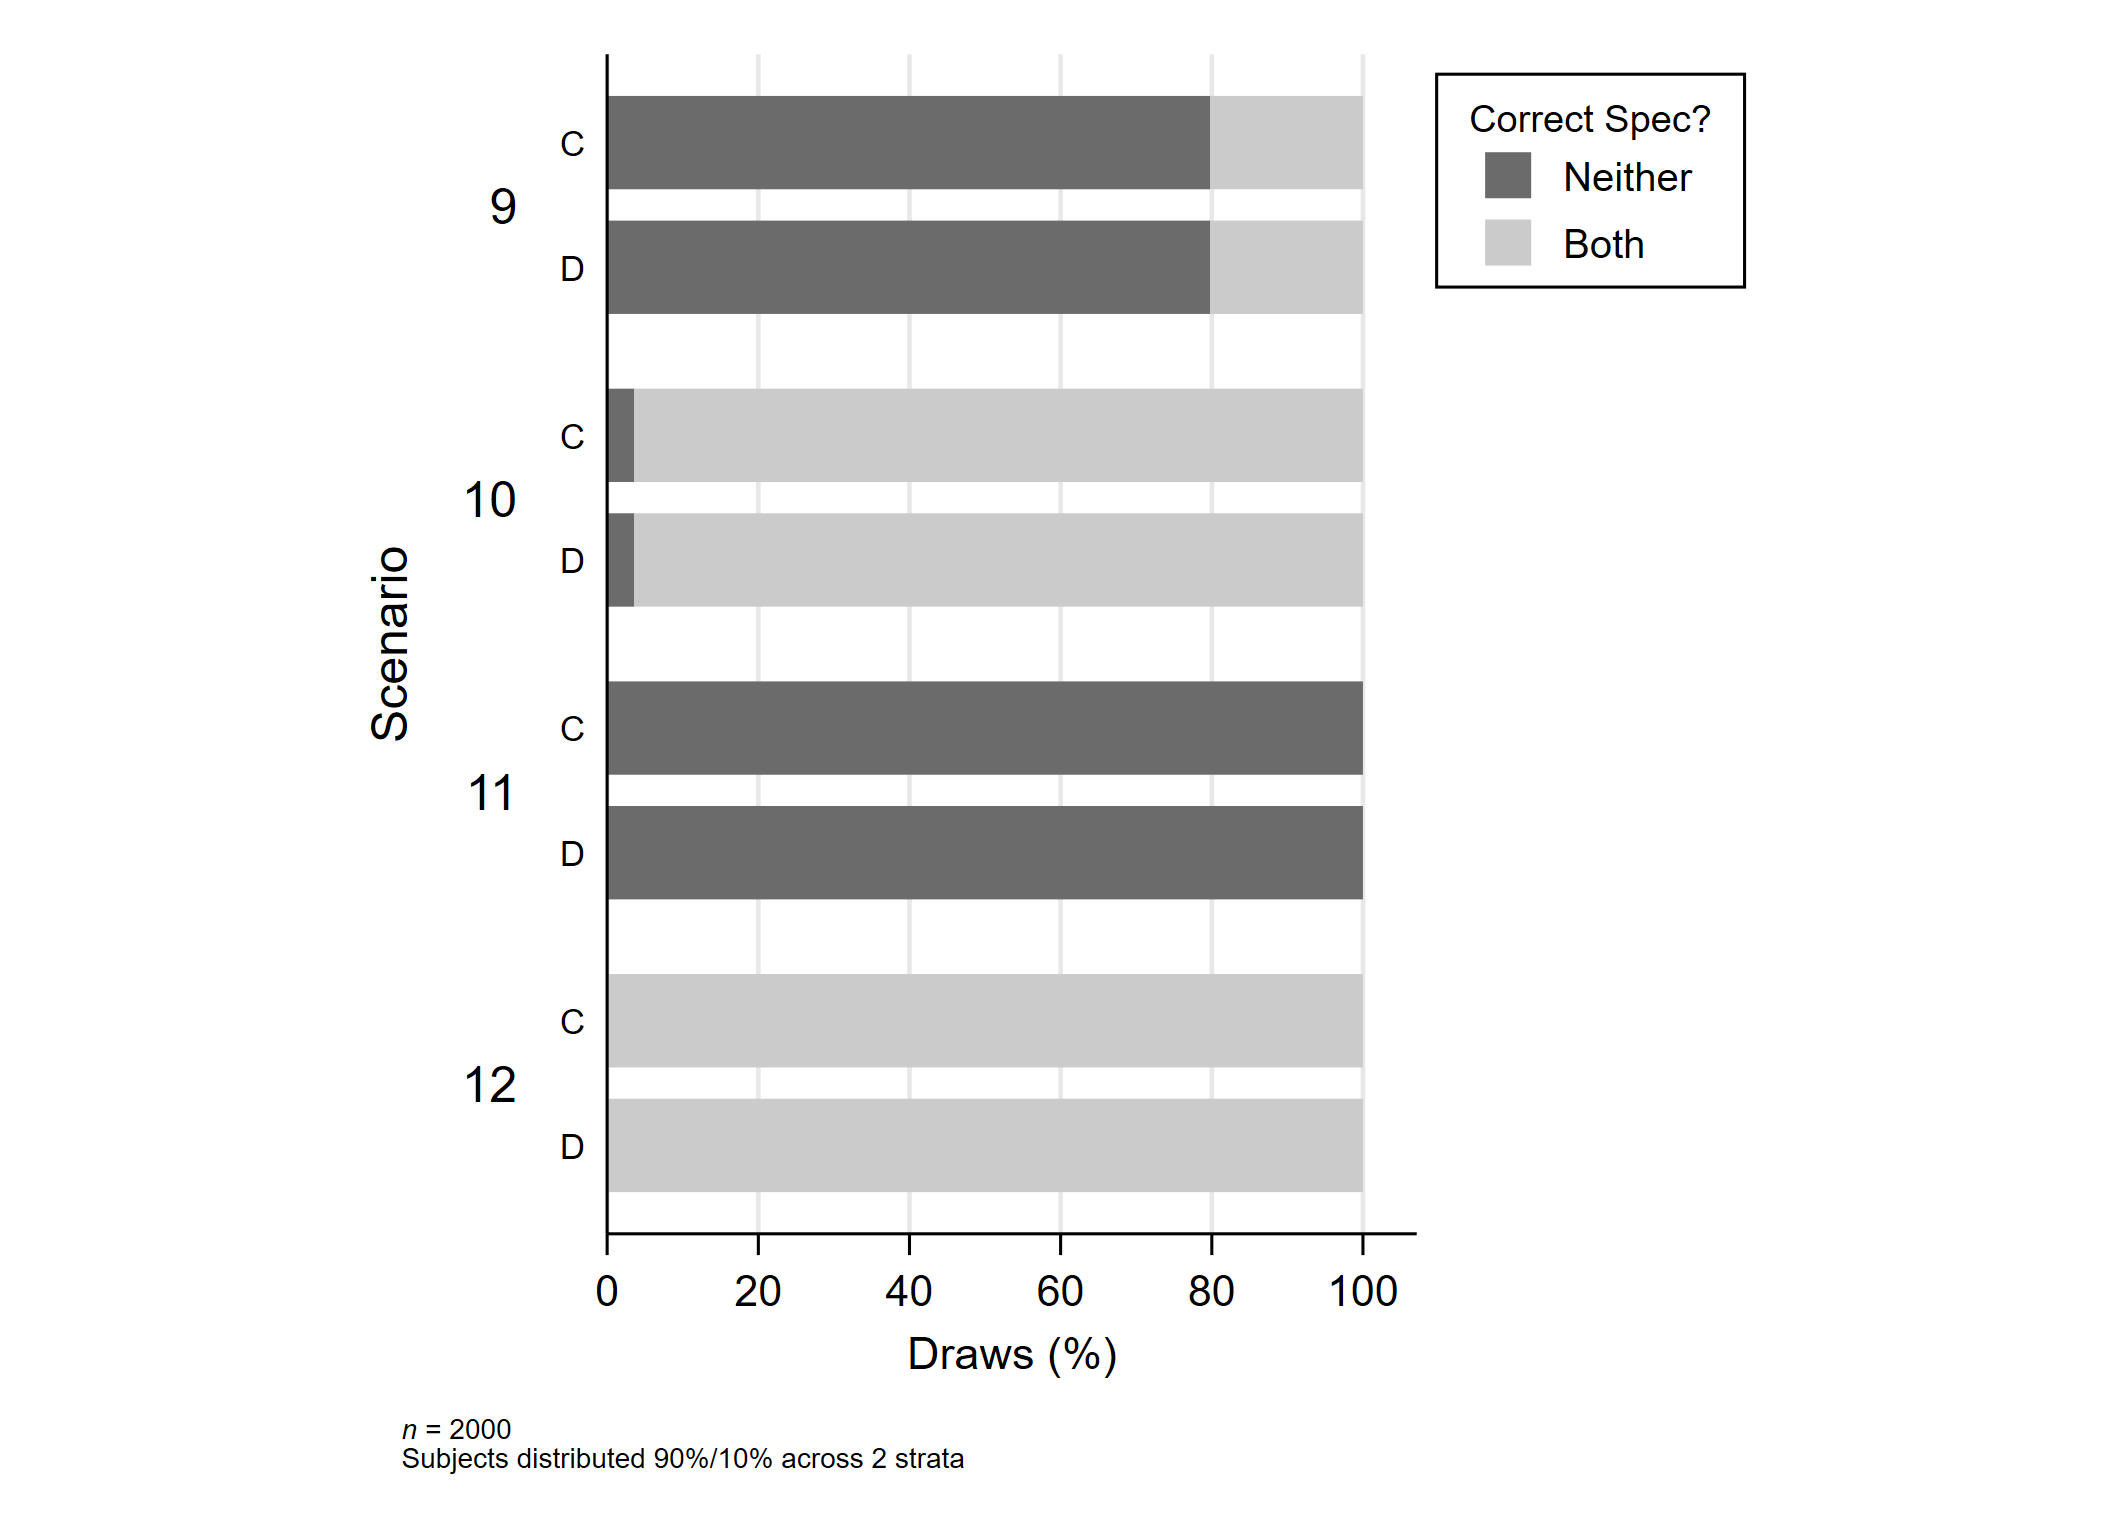 Correct Spec?
Neither
Both
Scenario
9
C
D
10
C
D
11
C
D
12
C
D
0 20 40 60 80 100
Draws (%)
n = 2000
Subjects distributed 90%/10% across 2 strata